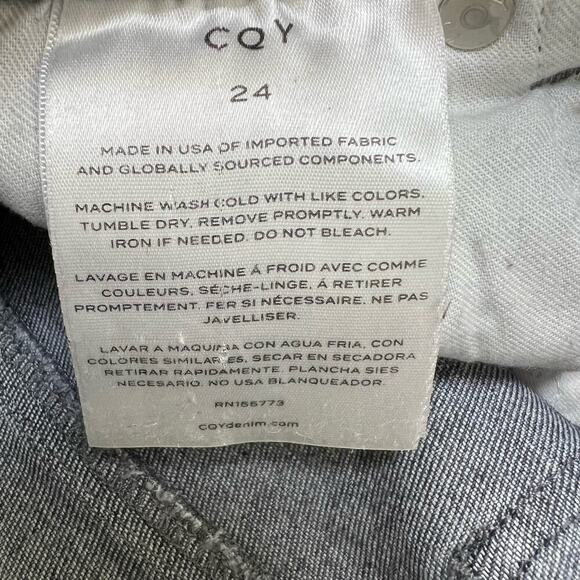 CQY
24
MADE IN USA OF IMPORTED FABRIC
AND GLOBALLY SOURCED COMPONENTS.
MACHINE WASH COLD WITH LIKE COLORS.
TUMBLE DRY. REMOVE PROMPTLY. WARM
IRON IF NEEDED. DO NOT BLEACH.
LAVAGE EN MACHINE Á FROID AVEC COMME
COULEURS. SÉCHE-LINGE, Á RETIRER
PROMPTEMENT. FER SI NÉCESSAIRE. NE PAS
JAVELLISER.
LAVAR A MAQUINA CON AGUA FRIA, CON
COLORES SIMILARES, SECAR EN SECADORA
RETIRAR RAPIDAMENTE. PLANCHA SIES
NECESARIO. NO USA BLANQUEADOR.
RN155773
CQYdenim.com